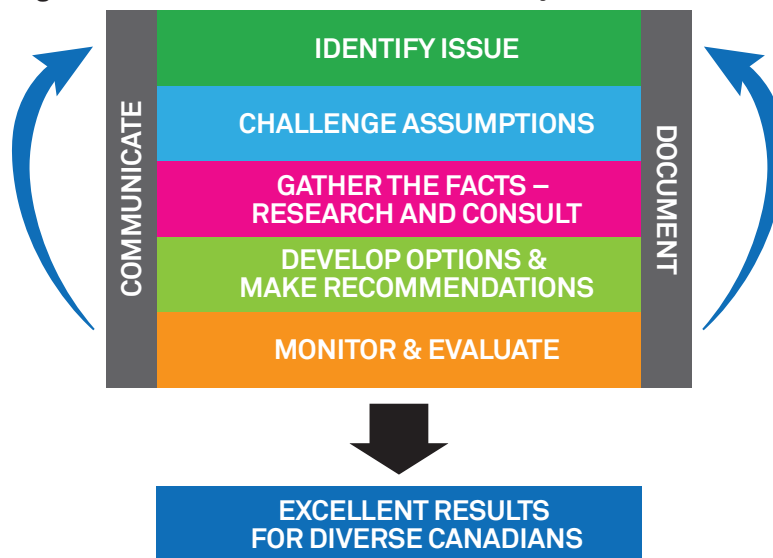 IDENTIFY ISSUE
COMMUNICATE
CHALLENGE ASSUMPTIONS
DOCUMENT
GATHER THE FACTS –
RESEARCH AND CONSULT
DEVELOP OPTIONS &
MAKE RECOMMENDATIONS
MONITOR & EVALUATE
EXCELLENT RESULTS
FOR DIVERSE CANADIANS